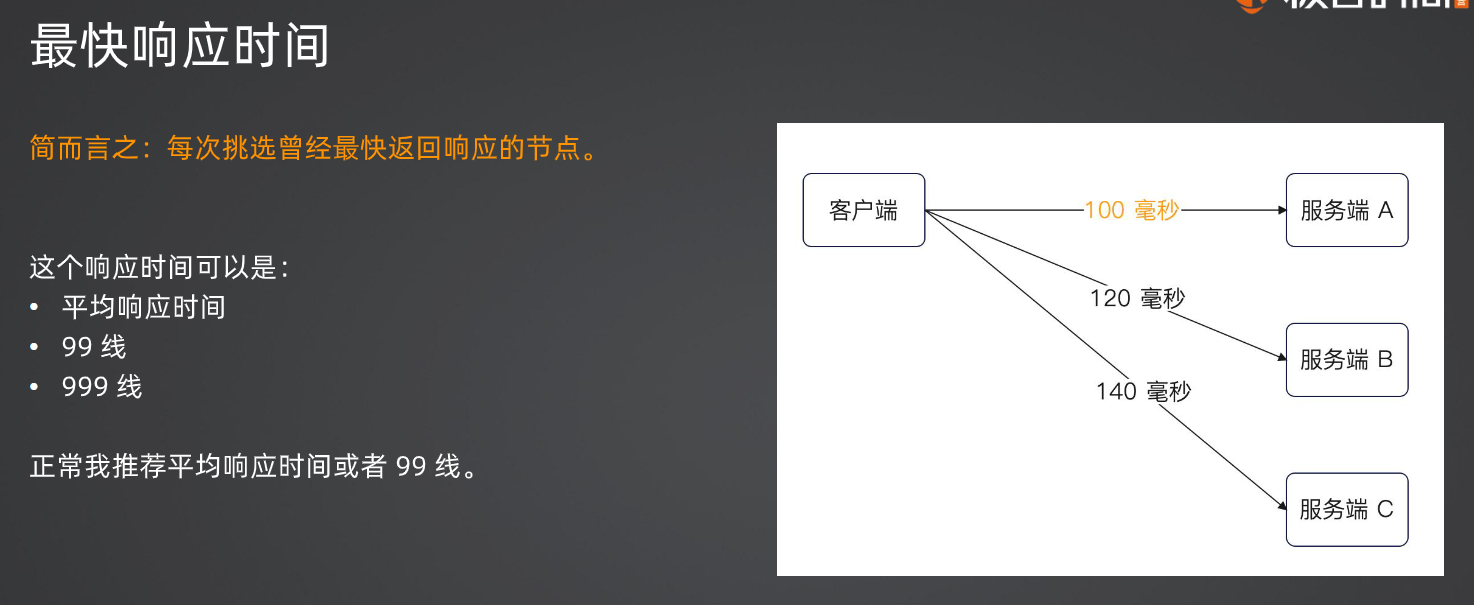 最快响应时间
简而言之：每次挑选曾经最快返回响应的节点。
这个响应时间可以是：
• 平均响应时间
• 99 线
• 999 线
正常我推荐平均响应时间或者 99 线。
客户端
100 毫秒
服务端 A
120 毫秒
服务端 B
140 毫秒
服务端 C